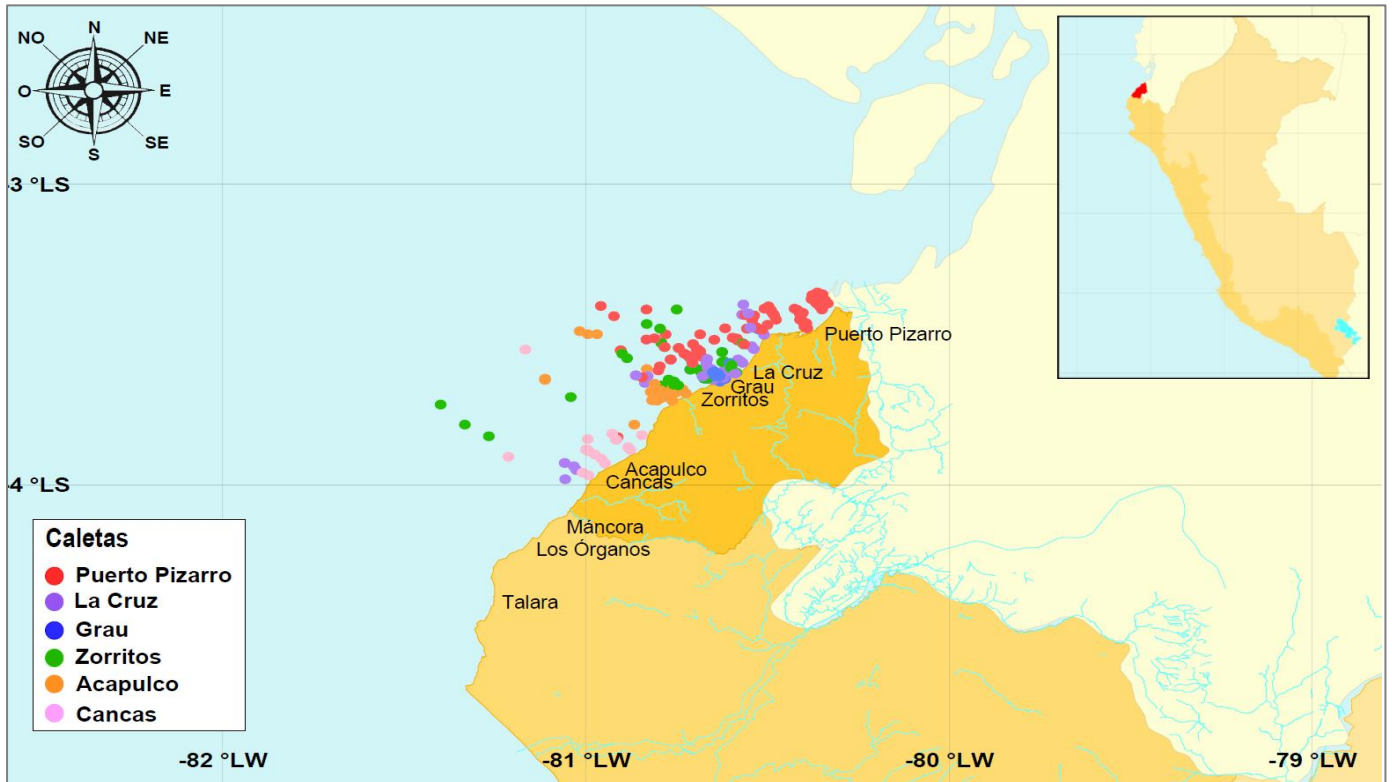 N
NO
NE
O
E
SO
SE
S
3 °LS
Puerto Pizarro
La Cruz
Grau
Zorritos
Acapulco
Cancas
4 °LS
Máncora
Los Órganos
Talara
Caletas
Puerto Pizarro
La Cruz
Grau
Zorritos
Acapulco
Cancas
-82 °LW
-81 °LW
-80 °LW
-79 °LW